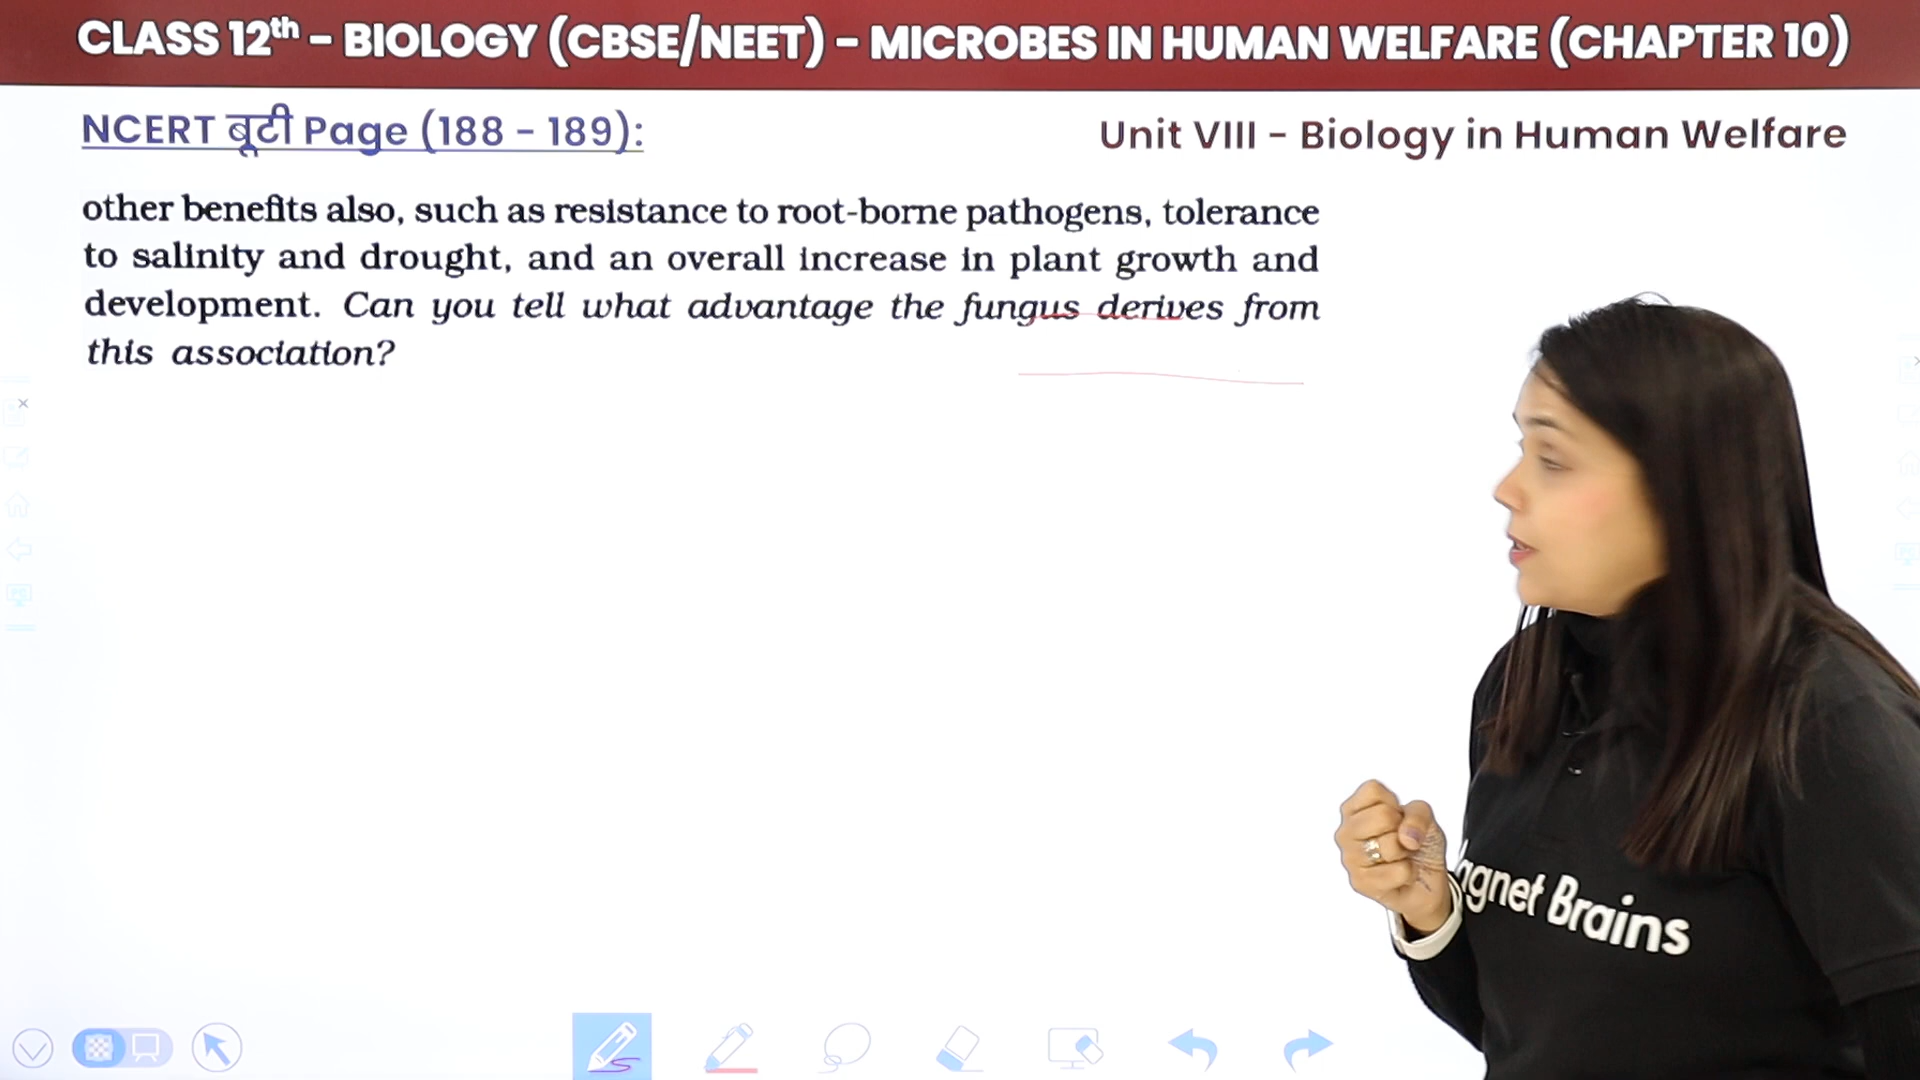 CLASS 12th - BIOLOGY (CBSE/NEET) - MICROBES IN HUMAN WELFARE (CHAPTER 10)
NCERT बूटी Page (188 - 189):
Unit VIII - Biology in Human Welfare
other benefits also, such as resistance to root-borne pathogens, tolerance
to salinity and drought, and an overall increase in plant growth and
development. Can you tell what advantage the fungus derives from
this association?
agnet Brains